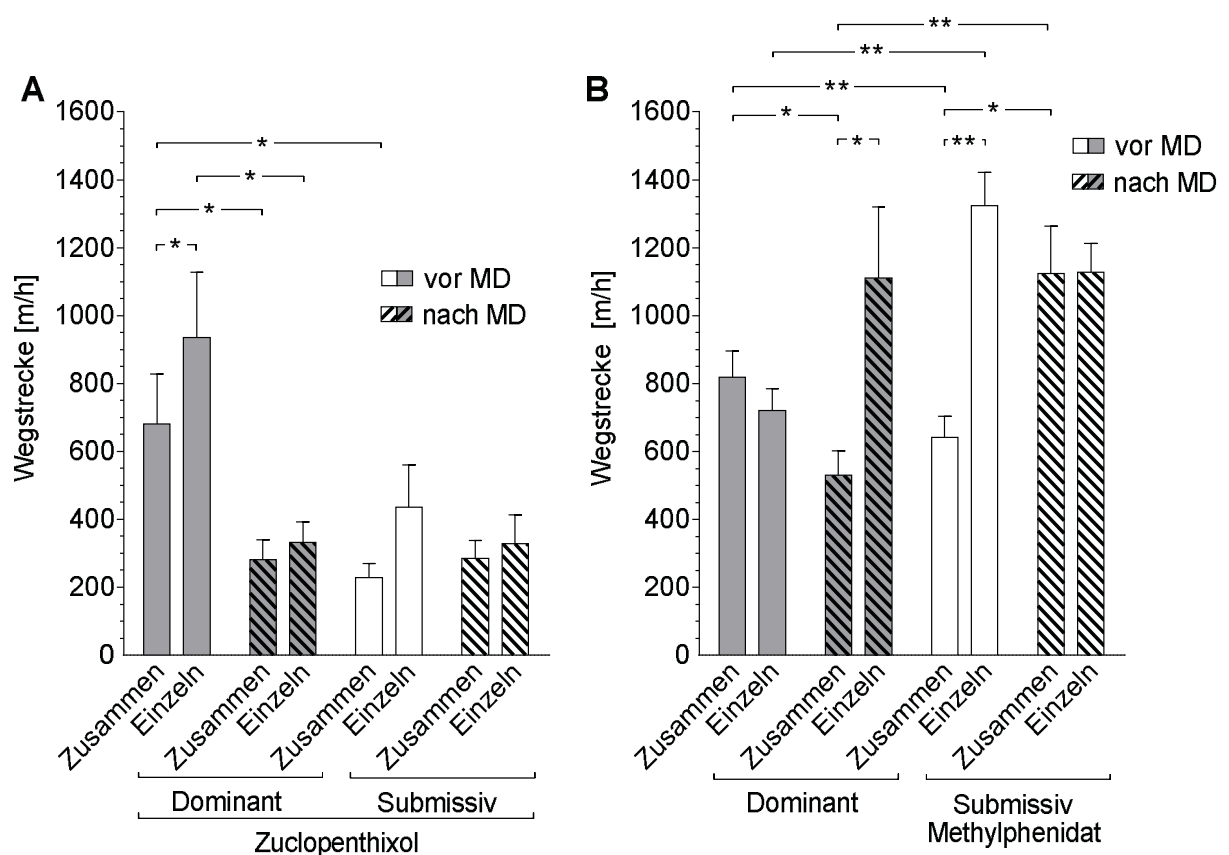 A
Wegstrecke [m/h]
1600
1400
1200
1000
800
600
400
200
0
*
*
*
*
vor MD
nach MD
Zusammen
Einzeln
Zusammen
Einzeln
Zusammen
Einzeln
Zusammen
Einzeln
Dominant
Submissiv
Zuclopenthixol
B
Wegstrecke [m/h]
1600
1400
1200
1000
800
600
400
200
0
**
**
**
*
*
*
**
vor MD
nach MD
Zusammen
Einzeln
Zusammen
Einzeln
Zusammen
Einzeln
Zusammen
Einzeln
Dominant
Submissiv
Methylphenidat